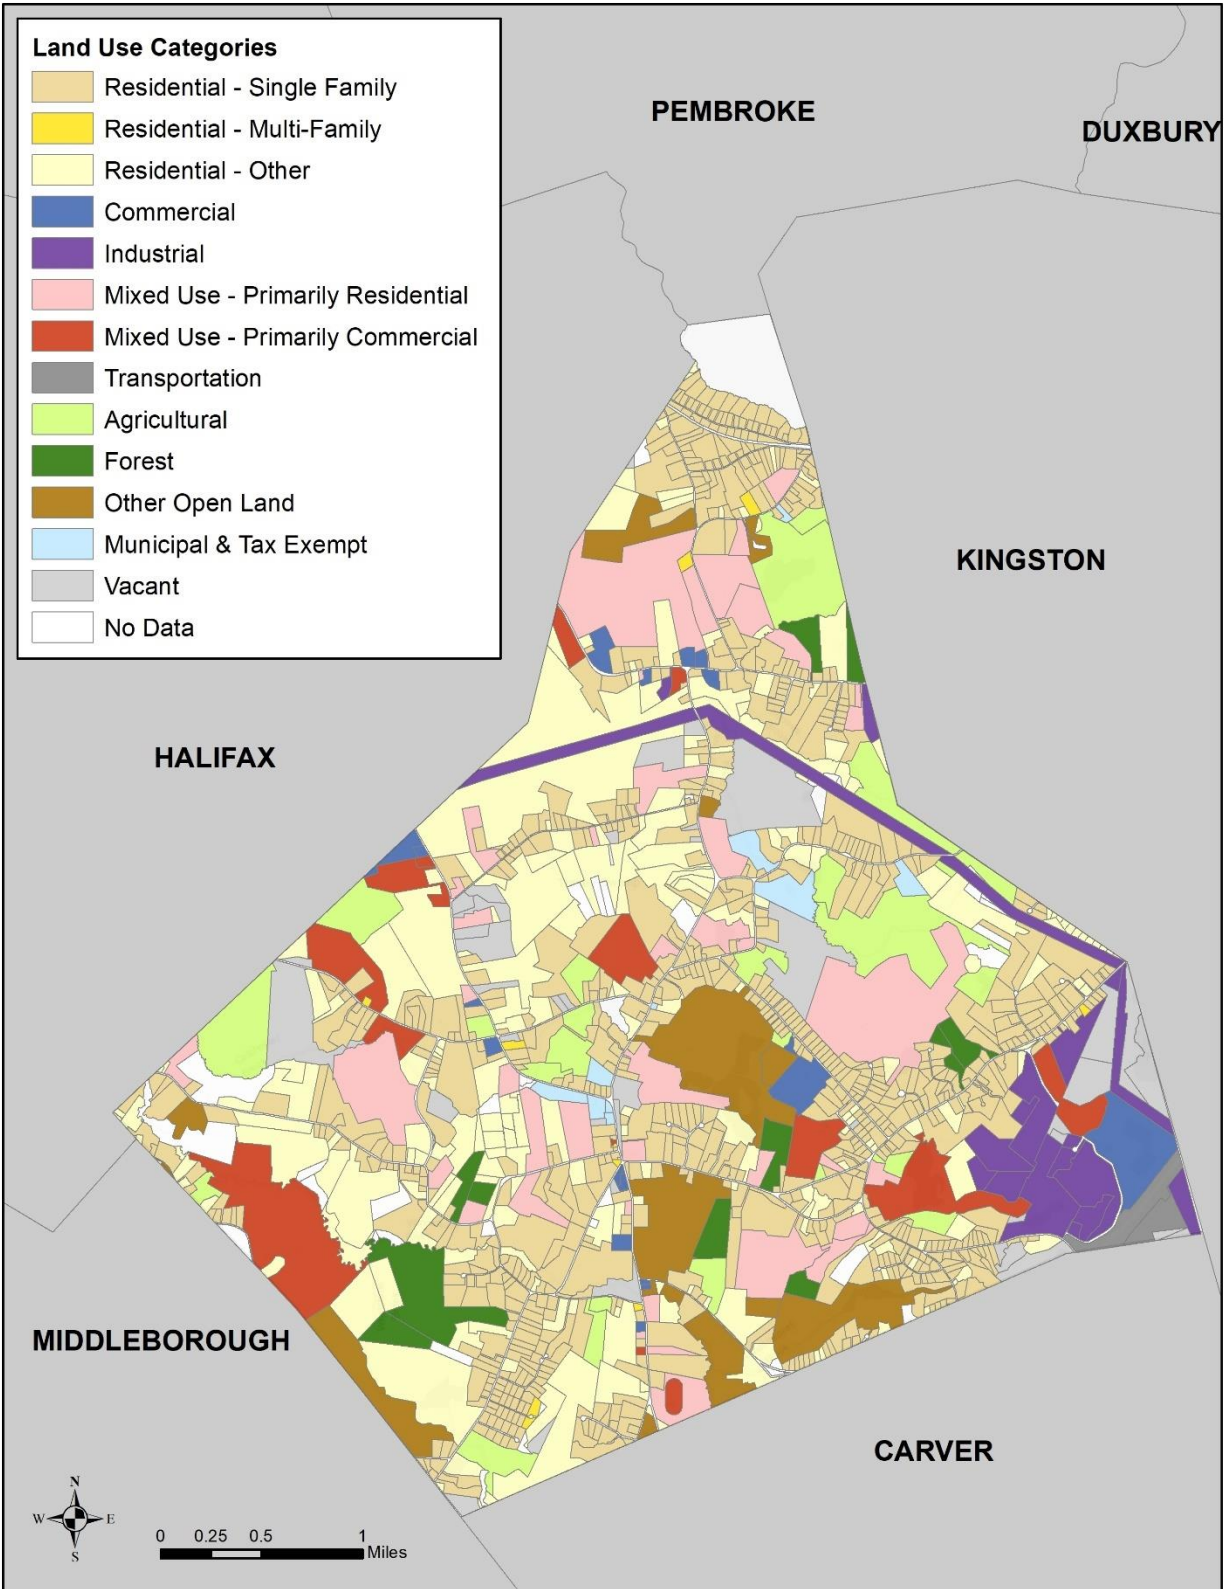 Land Use Categories
Residential - Single Family
Residential - Multi-Family
Residential - Other
Commercial
Industrial
Mixed Use - Primarily Residential
Mixed Use - Primarily Commercial
Transportation
Agricultural
Forest
Other Open Land
Municipal & Tax Exempt
Vacant
No Data
PEMBROKE
DUXBURY
KINGSTON
HALIFAX
MIDDLEBOROUGH
CARVER
N
W E
S
0 0.25 0.5 1
Miles